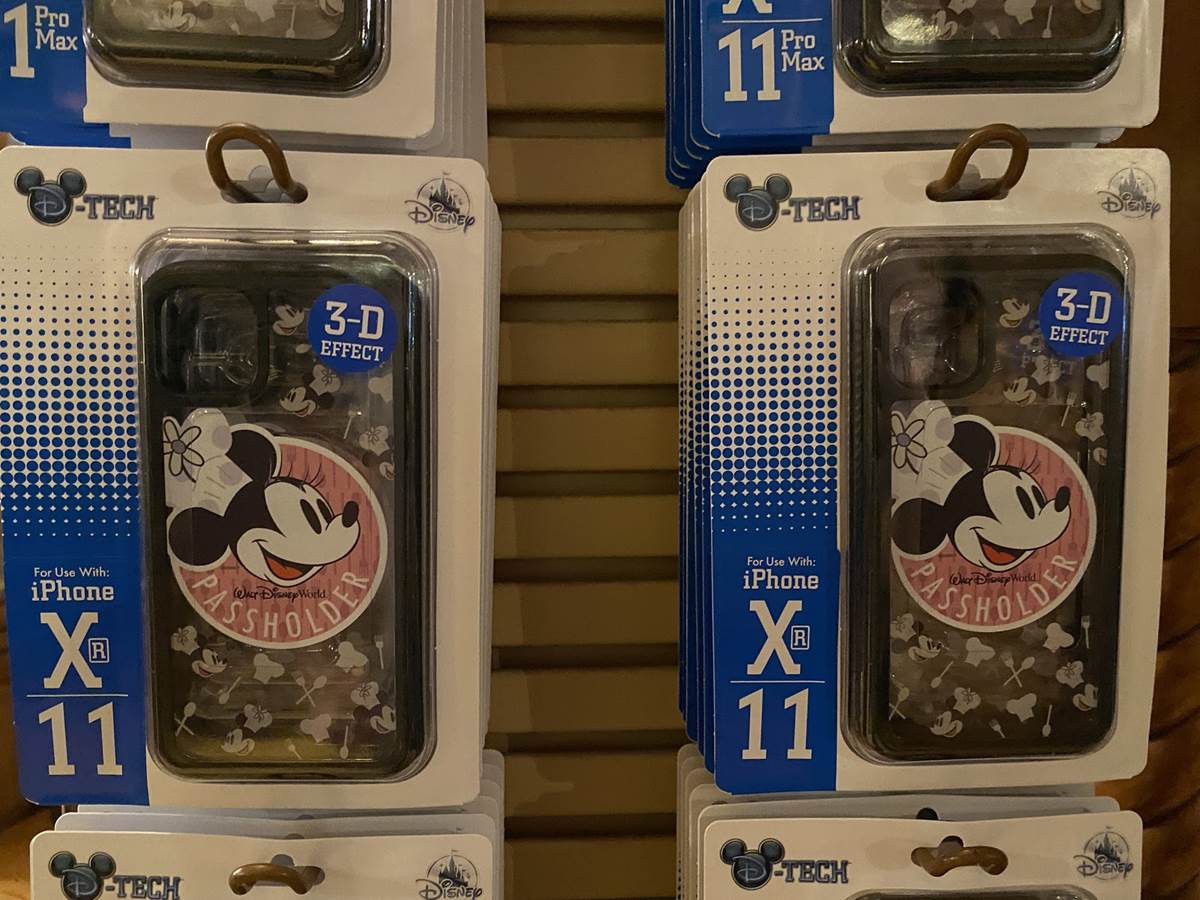 1 Pro
Max
X
11 Pro
Max
D-TECH
Disney
3-D
EFFECT
Walt Disney World
PASSHOLDER
For Use With:
iPhone
XR
11
D-TECH
Disney
3-D
EFFECT
Walt Disney World
PASSHOLDER
For Use With:
iPhone
XR
11
D-TECH
Disney
D-TECH
Disney